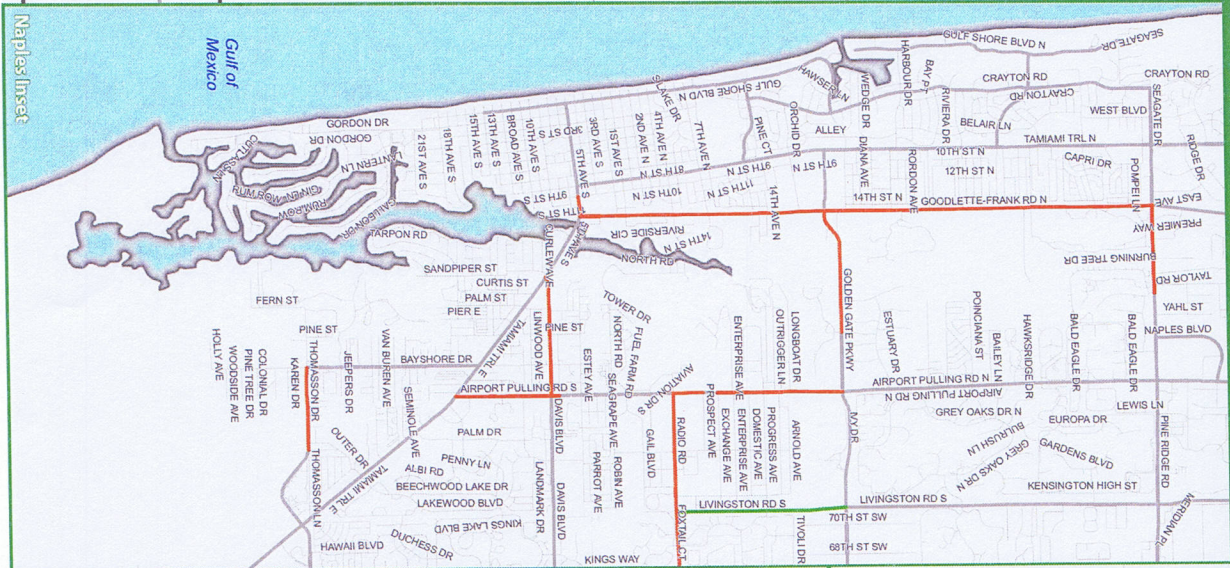 Naples Inset
Gulf of
Mexico
GULF SHORE BLVD N
SEAGATE DR
HARBOUR DR
BAY PT
CRAYTON RD
CRAYTON RD
CRAYTON RD
HAWSER LN
WEDGE DR
RIVIERA DR
WEST BLVD
SEAGATE DR
RIDGE DR
GULF SHORE BLVD N
SLAKE DR
ORCHID DR
ALLEY
BELAIR LN
TAMIAMI TRL N
GORDON DR
GORDON DR
3RD ST S
3RD AVE S
1ST AVE S
2ND AVE N
4TH AVE N
7TH AVE N
PINE CT
DIANA AVE
10TH ST N
CAPRI DR
POMPEI LN
CUTLASS LN
LANTERN LN
21ST AVE S
18TH AVE S
15TH AVE S
13TH AVE S
BROAD AVE S
10TH AVE S
5TH AVE S
8TH ST N
9TH ST N
9TH ST N
12TH ST N
RUM ROW
GIN LN
RUM ROW
GALLEON DR
9TH ST S
10TH ST N
11TH ST N
14TH AVE N
14TH ST N
RORDON AVE
GOODLETTE-FRANK RD N
EAST AVE
PREMIER WAY
TARPON RD
CURLEW AVE
5TH AVE S
RIVERSIDE CIR
14TH ST N
NORTH RD
BURNING TREE DR
TAYLOR RD
SANDPIPER ST
CURTIS ST
PALM ST
PIER E
FERN ST
PINE ST
TAMIAMI TRL E
LINWOOD AVE
PINE ST
TOWER DR
NORTH RD
FUEL FARM RD
ENTERPRISE AVE
OUTRIGGER LN
LONGBOAT DR
GOLDEN GATE PKWY
ESTUARY DR
POINCIANA ST
BAILEY LN
HAWKSRIDGE DR
BALD EAGLE DR
BALD EAGLE DR
YAHL ST
NAPLES BLVD
HOLLY AVE
WOODSIDE AVE
PINE TREE DR
COLONIAL DR
KAREN DR
THOMASSON DR
JEEPERS DR
VAN BUREN AVE
BAYSHORE DR
AIRPORT PULLING RD S
ESTEY AVE
SEAGRAPE AVE
AVIATION DR S
AIRPORT PULLING RD N
AIRPORT PULLING RD N
LEWIS LN
SEMINOLE AVE
DAVIS BLVD
PROSPECT AVE
EXCHANGE AVE
ENTERPRISE AVE
DOMESTIC AVE
PROGRESS AVE
ARNOLD AVE
IVY DR
GREY OAKS DR N
EUROPA DR
BULRUSH LN
GREY OAKS DR N
GARDENS BLVD
PINE RIDGE RD
OUTER DR
PALM DR
PENNY LN
ALBI RD
BEECHWOOD LAKE DR
LAKEWOOD BLVD
KINGS LAKE BLVD
PARROT AVE
ROBIN AVE
GAIL BLVD
RADIO RD
KENSINGTON HIGH ST
THOMASSON LN
TAMIAMI TRL E
LANDMARK DR
DAVIS BLVD
FOXTAIL CT
LIVINGSTON RD S
LIVINGSTON RD S
TIVOLI DR
70TH ST SW
68TH ST SW
MERIDIAN PL
HAWAII BLVD
DUCHESS DR
KINGS WAY